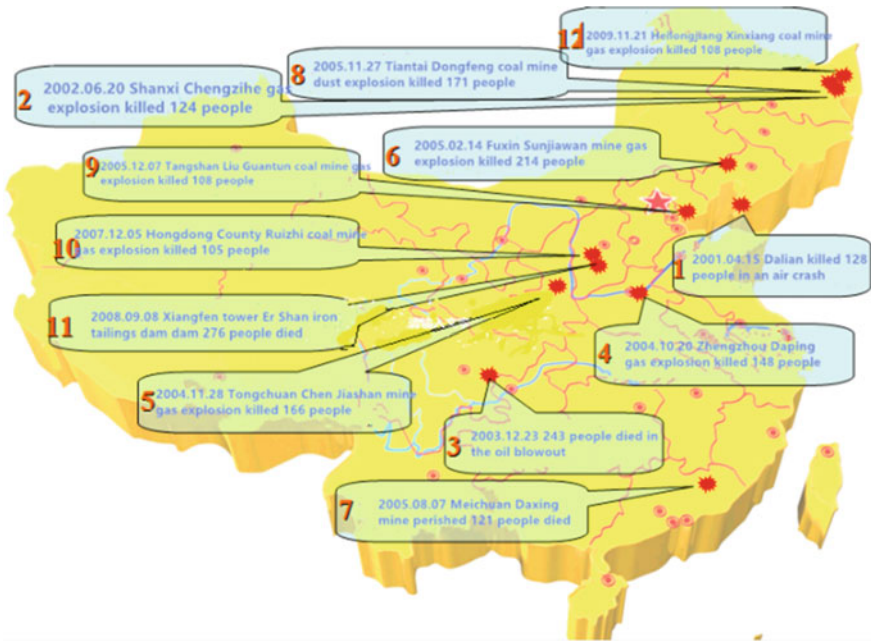 12
2009.11.21 Heilongjiang Xinxiang coal mine
gas explosion killed 108 people
8
2005.11.27 Tiantai Dongfeng coal mine
dust explosion killed 171 people
2
2002.06.20 Shanxi Chengzihe gas
explosion killed 124 people
6
2005.02.14 Fuxin Sunjiawan mine gas
explosion killed 214 people
9
2005.12.07 Tangshan Liu Guantun coal mine gas
explosion killed 108 people
10
2007.12.05 Hongdong County Ruizhi coal mine
gas explosion killed 105 people
1
2001.04.15 Dalian killed 128
people in an air crash
11
2008.09.08 Xiangfen tower Er Shan iron
tailings dam dam 276 people died
4
2004.10.20 Zhengzhou Daping
gas explosion killed 148 people
5
2004.11.28 Tongchuan Chen Jiashan mine
gas explosion killed 166 people
3
2003.12.23 243 people died in
the oil blowout
7
2005.08.07 Meichuan Daxing
mine perished 121 people died